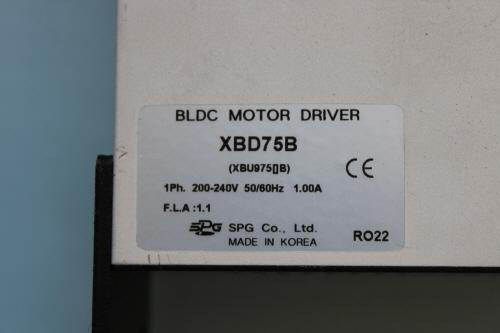 BLDC MOTOR DRIVER
XBD75B
(XBU975▯B)
CE
1Ph. 200-240V 50/60Hz 1.00A
F.L.A :1.1
SPG SPG Co., Ltd.
MADE IN KOREA
RO22